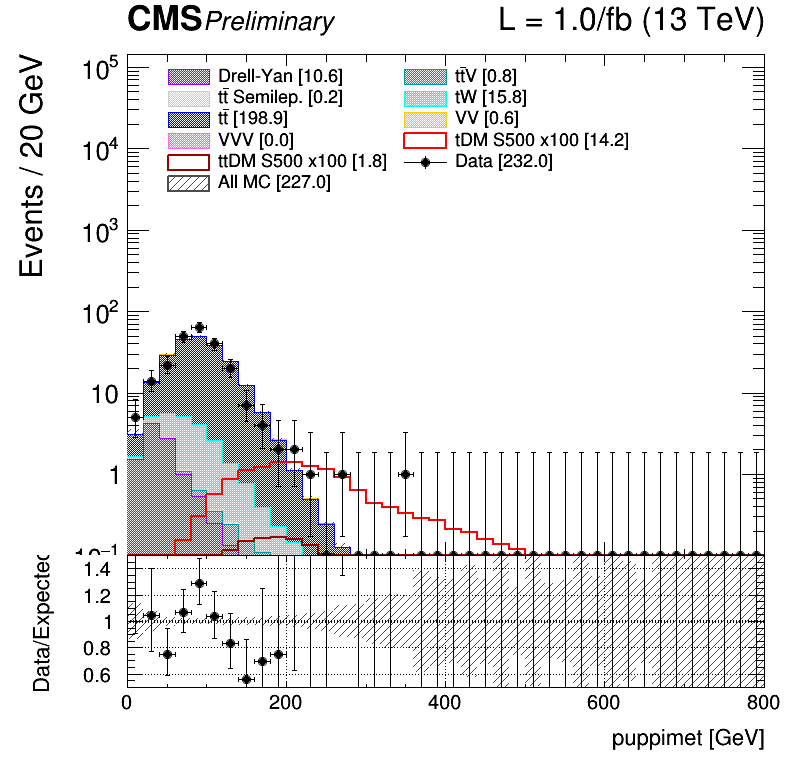 CMS Preliminary L = 1.0/fb (13 TeV)
Events / 20 GeV
Drell-Yan [10.6]
tt̄V [0.8]
tt̄ Semilep. [0.2]
tW [15.8]
tt̄ [198.9]
VV [0.6]
VVV [0.0]
tDM S500 x100 [14.2]
ttDM S500 x100 [1.8]
Data [232.0]
All MC [227.0]
10⁵
10⁴
10³
10²
10
1
10⁻¹
Data/Expected
1.4
1.2
1
0.8
0.6
0 200 400 600 800
puppimet [GeV]